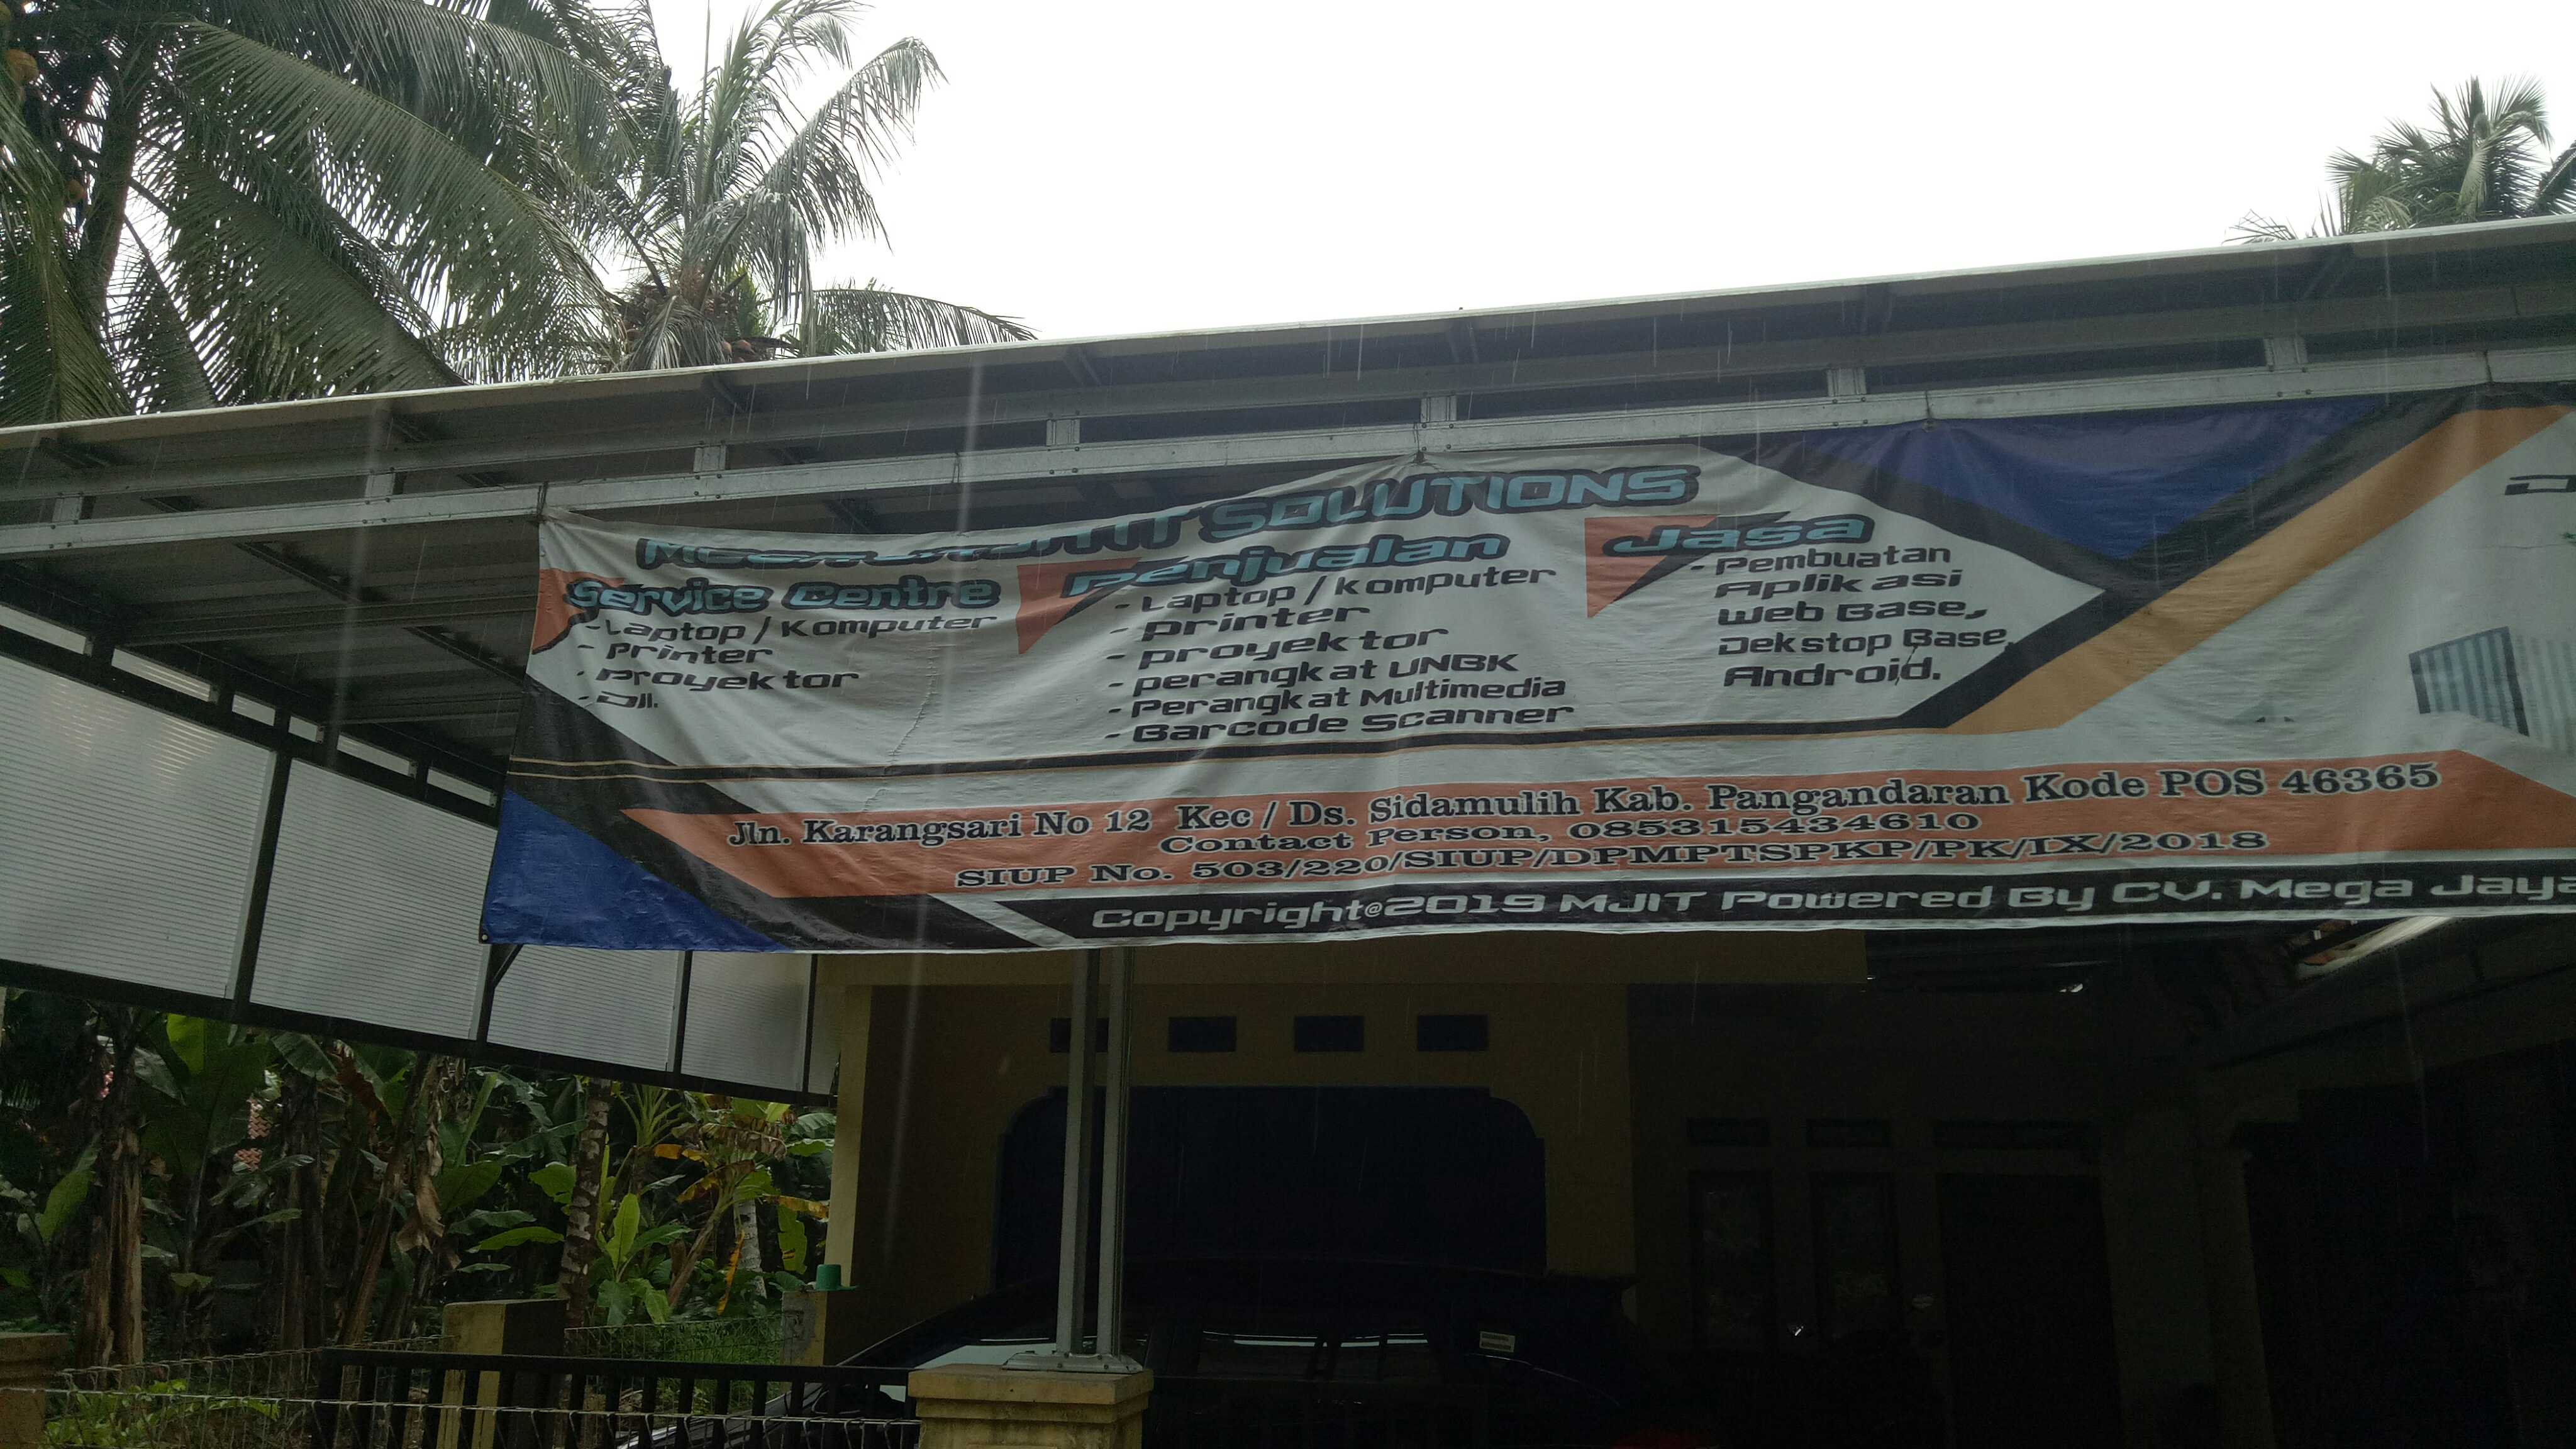 SOLUTIONS
Service Centre
- Laptop / Komputer
- Printer
- Proyektor
- Dll.
Penjualan
- Laptop / Komputer
- printer
- proyektor
- perangkat UNBK
- Perangkat Multimedia
- Barcode Scanner
Jasa
- Pembuatan
Aplikasi
Web Base,
Dekstop Base,
Android.
Jln. Karangsari No 12 Kec / Ds. Sidamulih Kab. Pangandaran Kode POS 46365
Contact Person, 085315434610
SIUP No. 503/220/SIUP/DPMPTSPKP/PK/IX/2018
Copyright@2019 MJIT Powered By CV. Mega Jaya